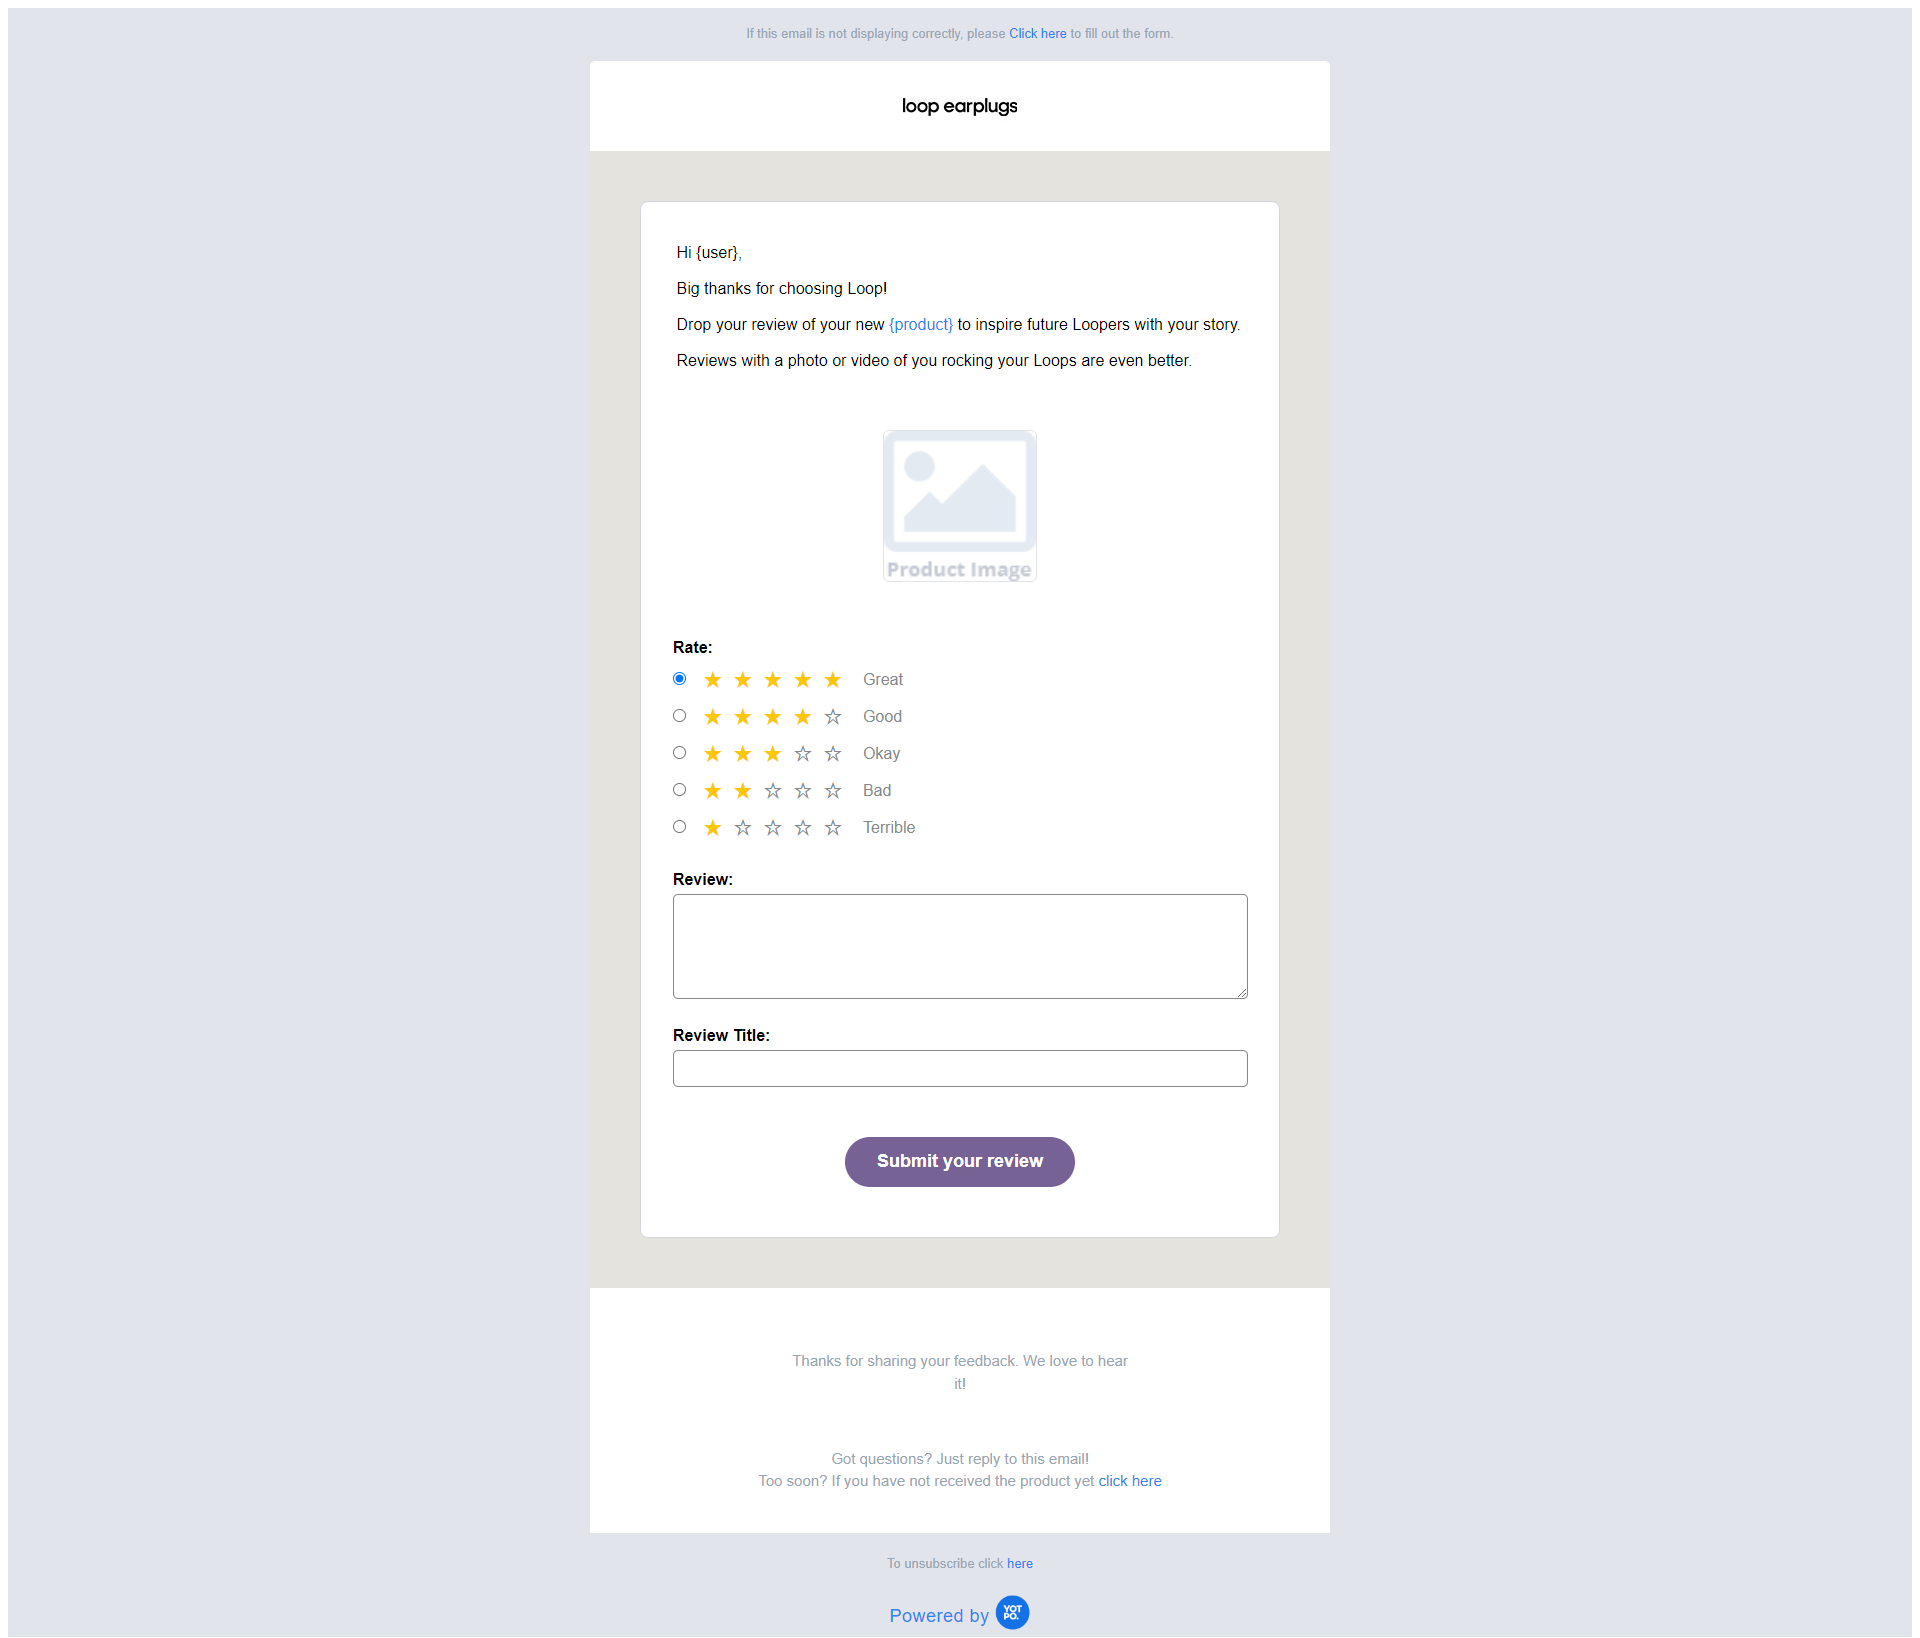 If this email is not displaying correctly, please Click here to fill out the form.
loop earplugs
Hi {user},
Big thanks for choosing Loop!
Drop your review of your new {product} to inspire future Loopers with your story.
Reviews with a photo or video of you rocking your Loops are even better.
Product Image
Rate:
Great
Good
Okay
Bad
Terrible
Review:
Review Title:
Submit your review
Thanks for sharing your feedback. We love to hear
it!
Got questions? Just reply to this email!
Too soon? If you have not received the product yet click here
To unsubscribe click here
Powered by YOTPO.